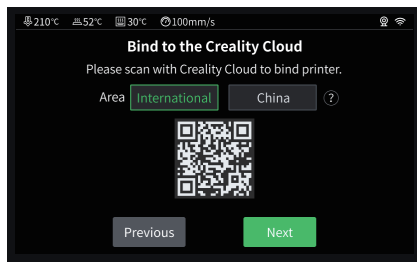 210℃ 52℃ 30℃ 100mm/s
Bind to the Creality Cloud
Please scan with Creality Cloud to bind printer.
Area International China ?
Previous Next